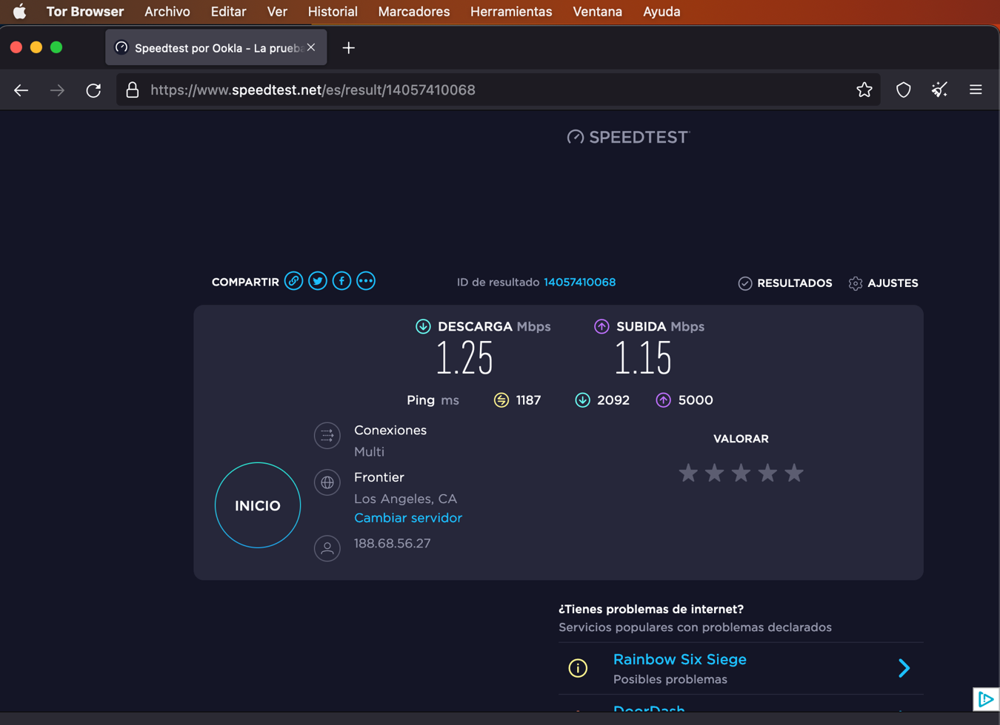 Tor Browser Archivo Editar Ver Historial Marcadores Herramientas Ventana Ayuda
Speedtest por Ookla - La prueba
https://www.speedtest.net/es/result/14057410068
SPEEDTEST
COMPARTIR ID de resultado 14057410068 RESULTADOS AJUSTES
DESCARGA Mbps SUBIDA Mbps
1.25 1.15
Ping ms 1187 2092 5000
Conexiones
Multi
VALORAR
Frontier
Los Angeles, CA
Cambiar servidor
INICIO
188.68.56.27
¿Tienes problemas de internet?
Servicios populares con problemas declarados
Rainbow Six Siege
Posibles problemas
DoorDash